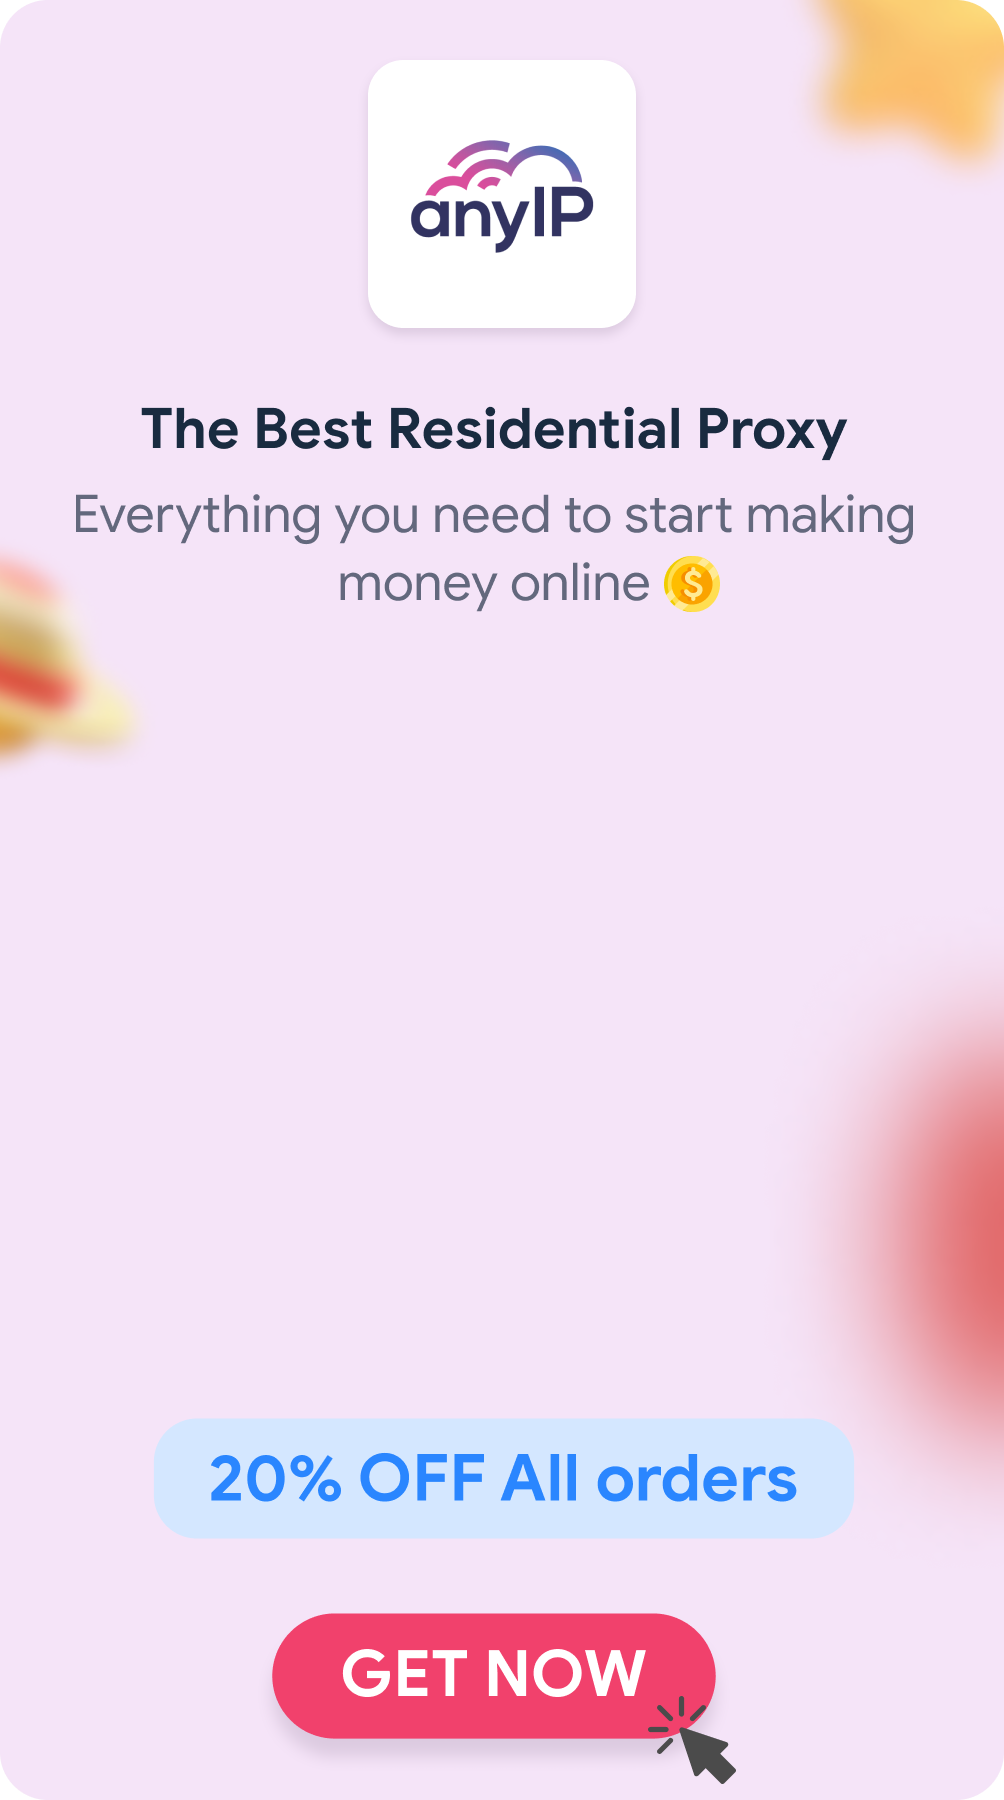 anyIP
The Best Residential Proxy
Everything you need to start making
money online
20% OFF All orders
GET NOW